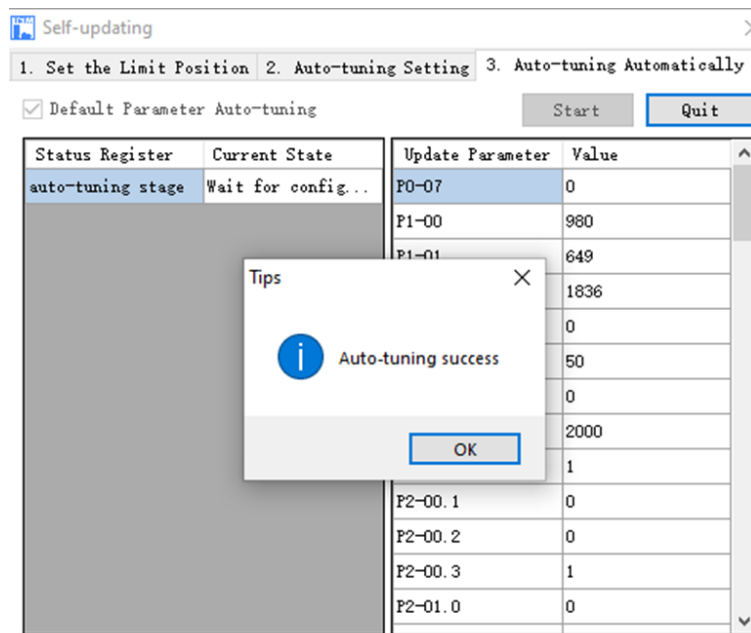 Self-updating
1. Set the Limit Position 2. Auto-tuning Setting 3. Auto-tuning Automatically
Default Parameter Auto-tuning Start Quit
Status Register Current State Update Parameter Value
auto-tuning stage Wait for config... P0-07 0
P1-00 980
P1-01 649
Tips
1836
0
Auto-tuning success
50
0
2000
OK
1
P2-00.1 0
P2-00.2 0
P2-00.3 1
P2-01.0 0